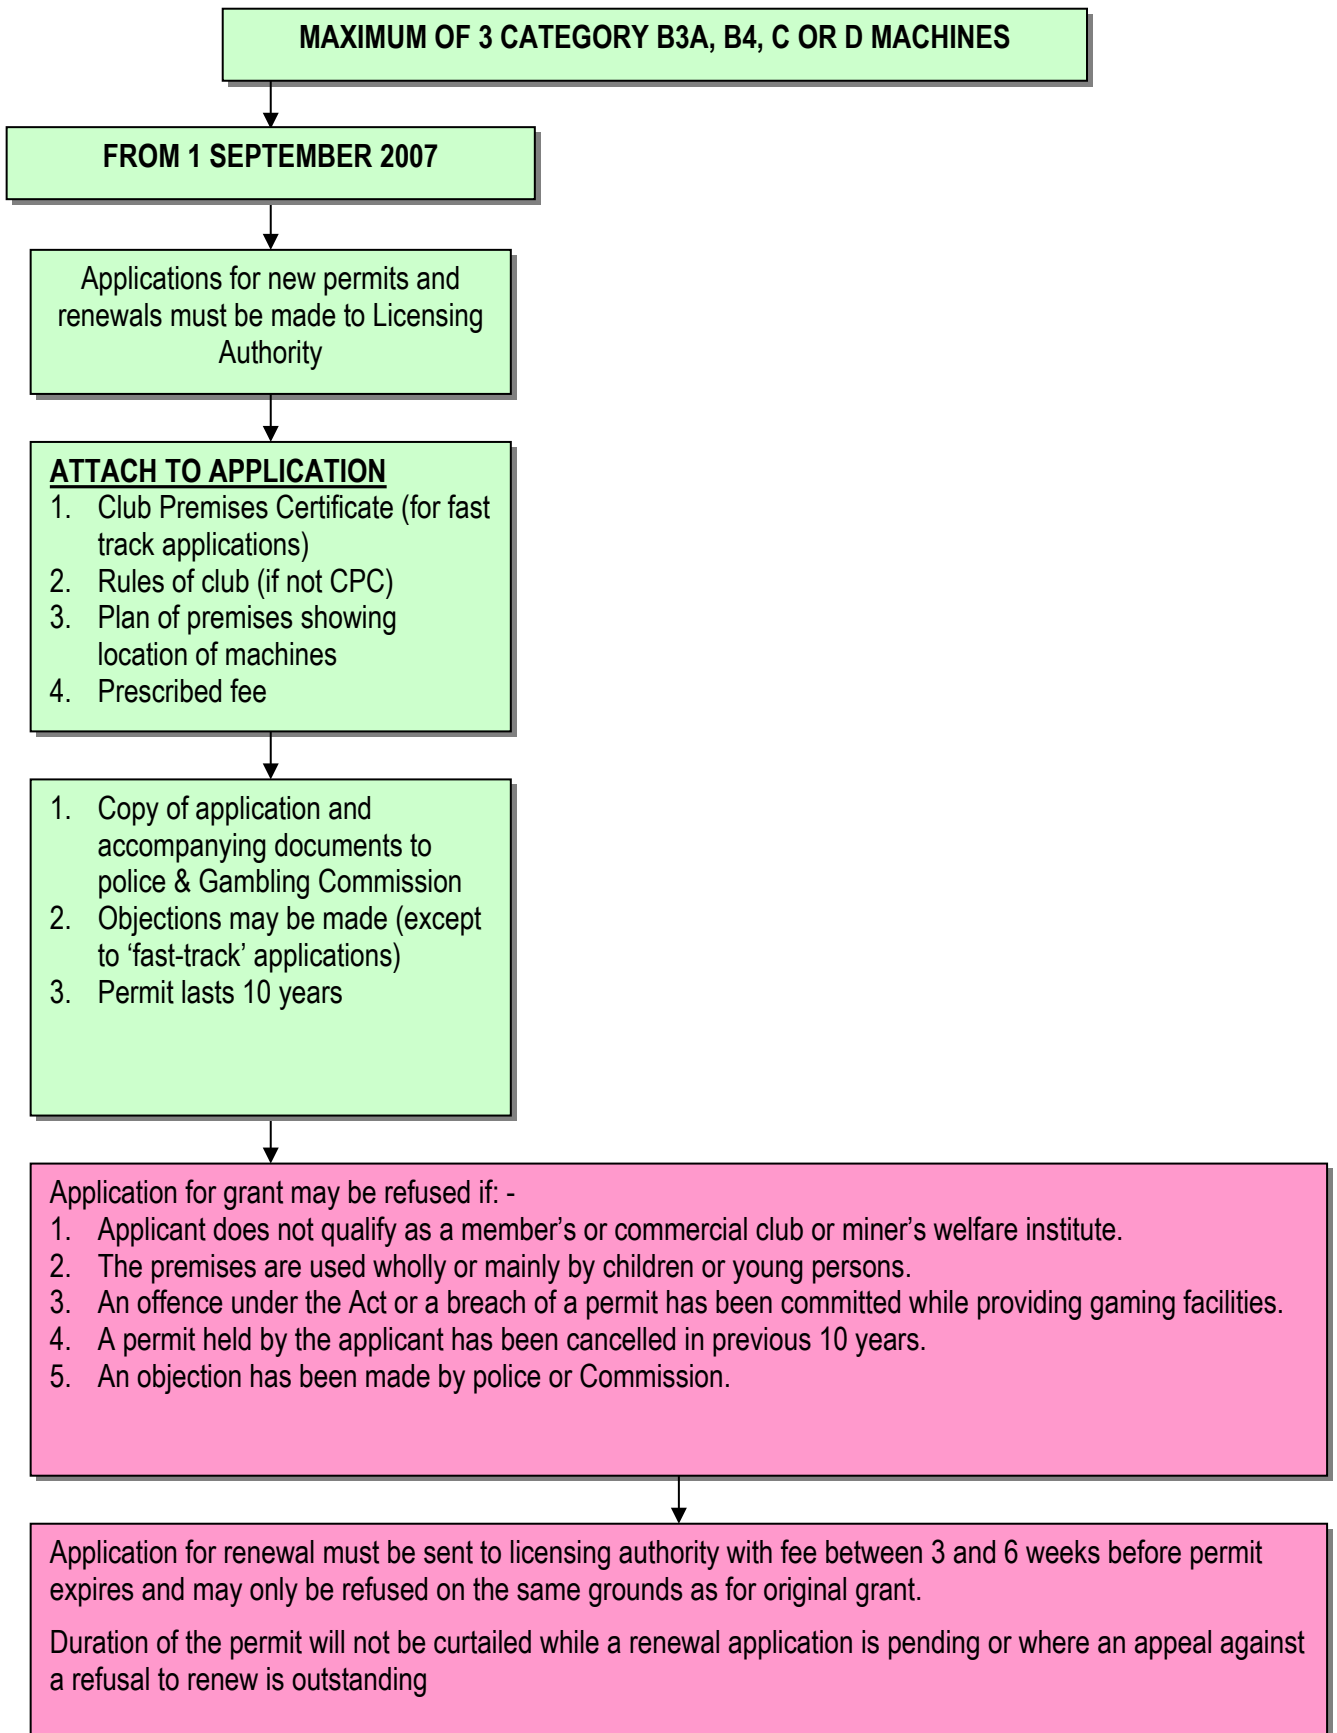 MAXIMUM OF 3 CATEGORY B3A, B4, C OR D MACHINES
FROM 1 SEPTEMBER 2007
Applications for new permits and
renewals must be made to Licensing
Authority
ATTACH TO APPLICATION
1. Club Premises Certificate (for fast
track applications)
2. Rules of club (if not CPC)
3. Plan of premises showing
location of machines
4. Prescribed fee
1. Copy of application and
accompanying documents to
police & Gambling Commission
2. Objections may be made (except
to ‘fast-track’ applications)
3. Permit lasts 10 years
Application for grant may be refused if: -
1. Applicant does not qualify as a member’s or commercial club or miner’s welfare institute.
2. The premises are used wholly or mainly by children or young persons.
3. An offence under the Act or a breach of a permit has been committed while providing gaming facilities.
4. A permit held by the applicant has been cancelled in previous 10 years.
5. An objection has been made by police or Commission.
Application for renewal must be sent to licensing authority with fee between 3 and 6 weeks before permit
expires and may only be refused on the same grounds as for original grant.
Duration of the permit will not be curtailed while a renewal application is pending or where an appeal against
a refusal to renew is outstanding